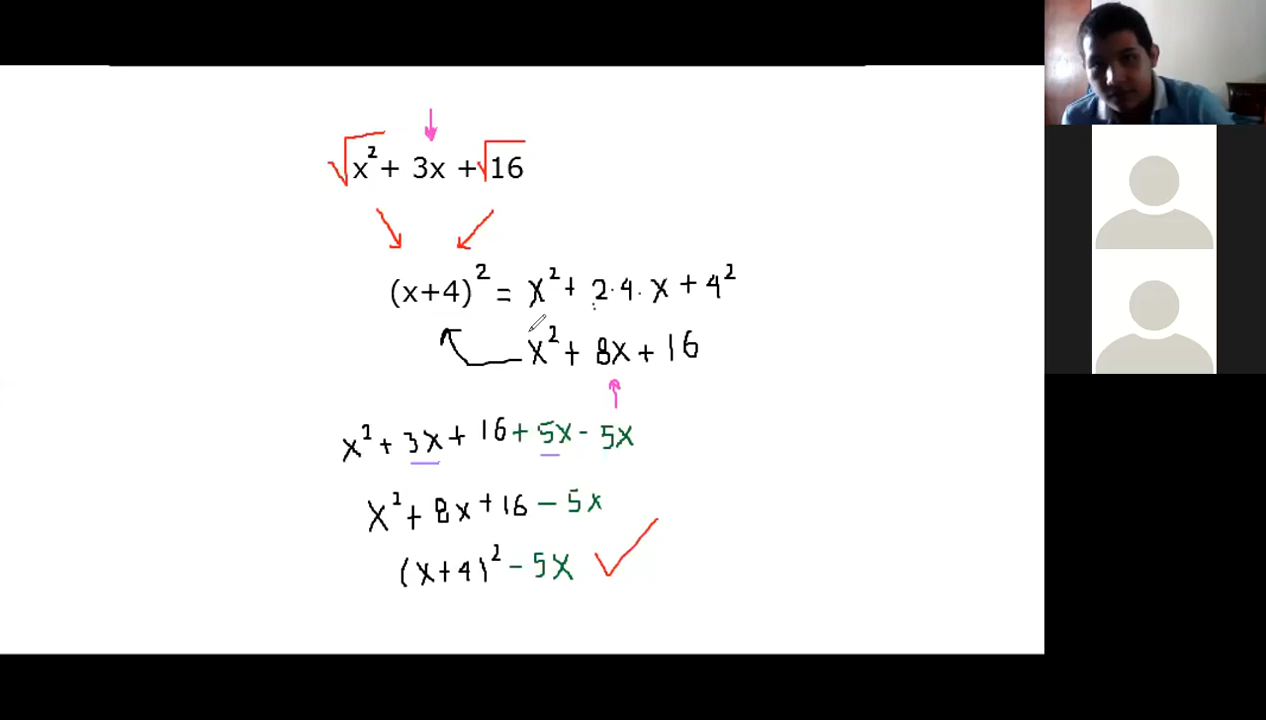 √x² + 3x + √16
(x+4)² = x² + 2·4·x + 4²
x² + 8x + 16
x² + 3x + 16 + 5x - 5x
x² + 8x + 16 - 5x
(x+4)² - 5x